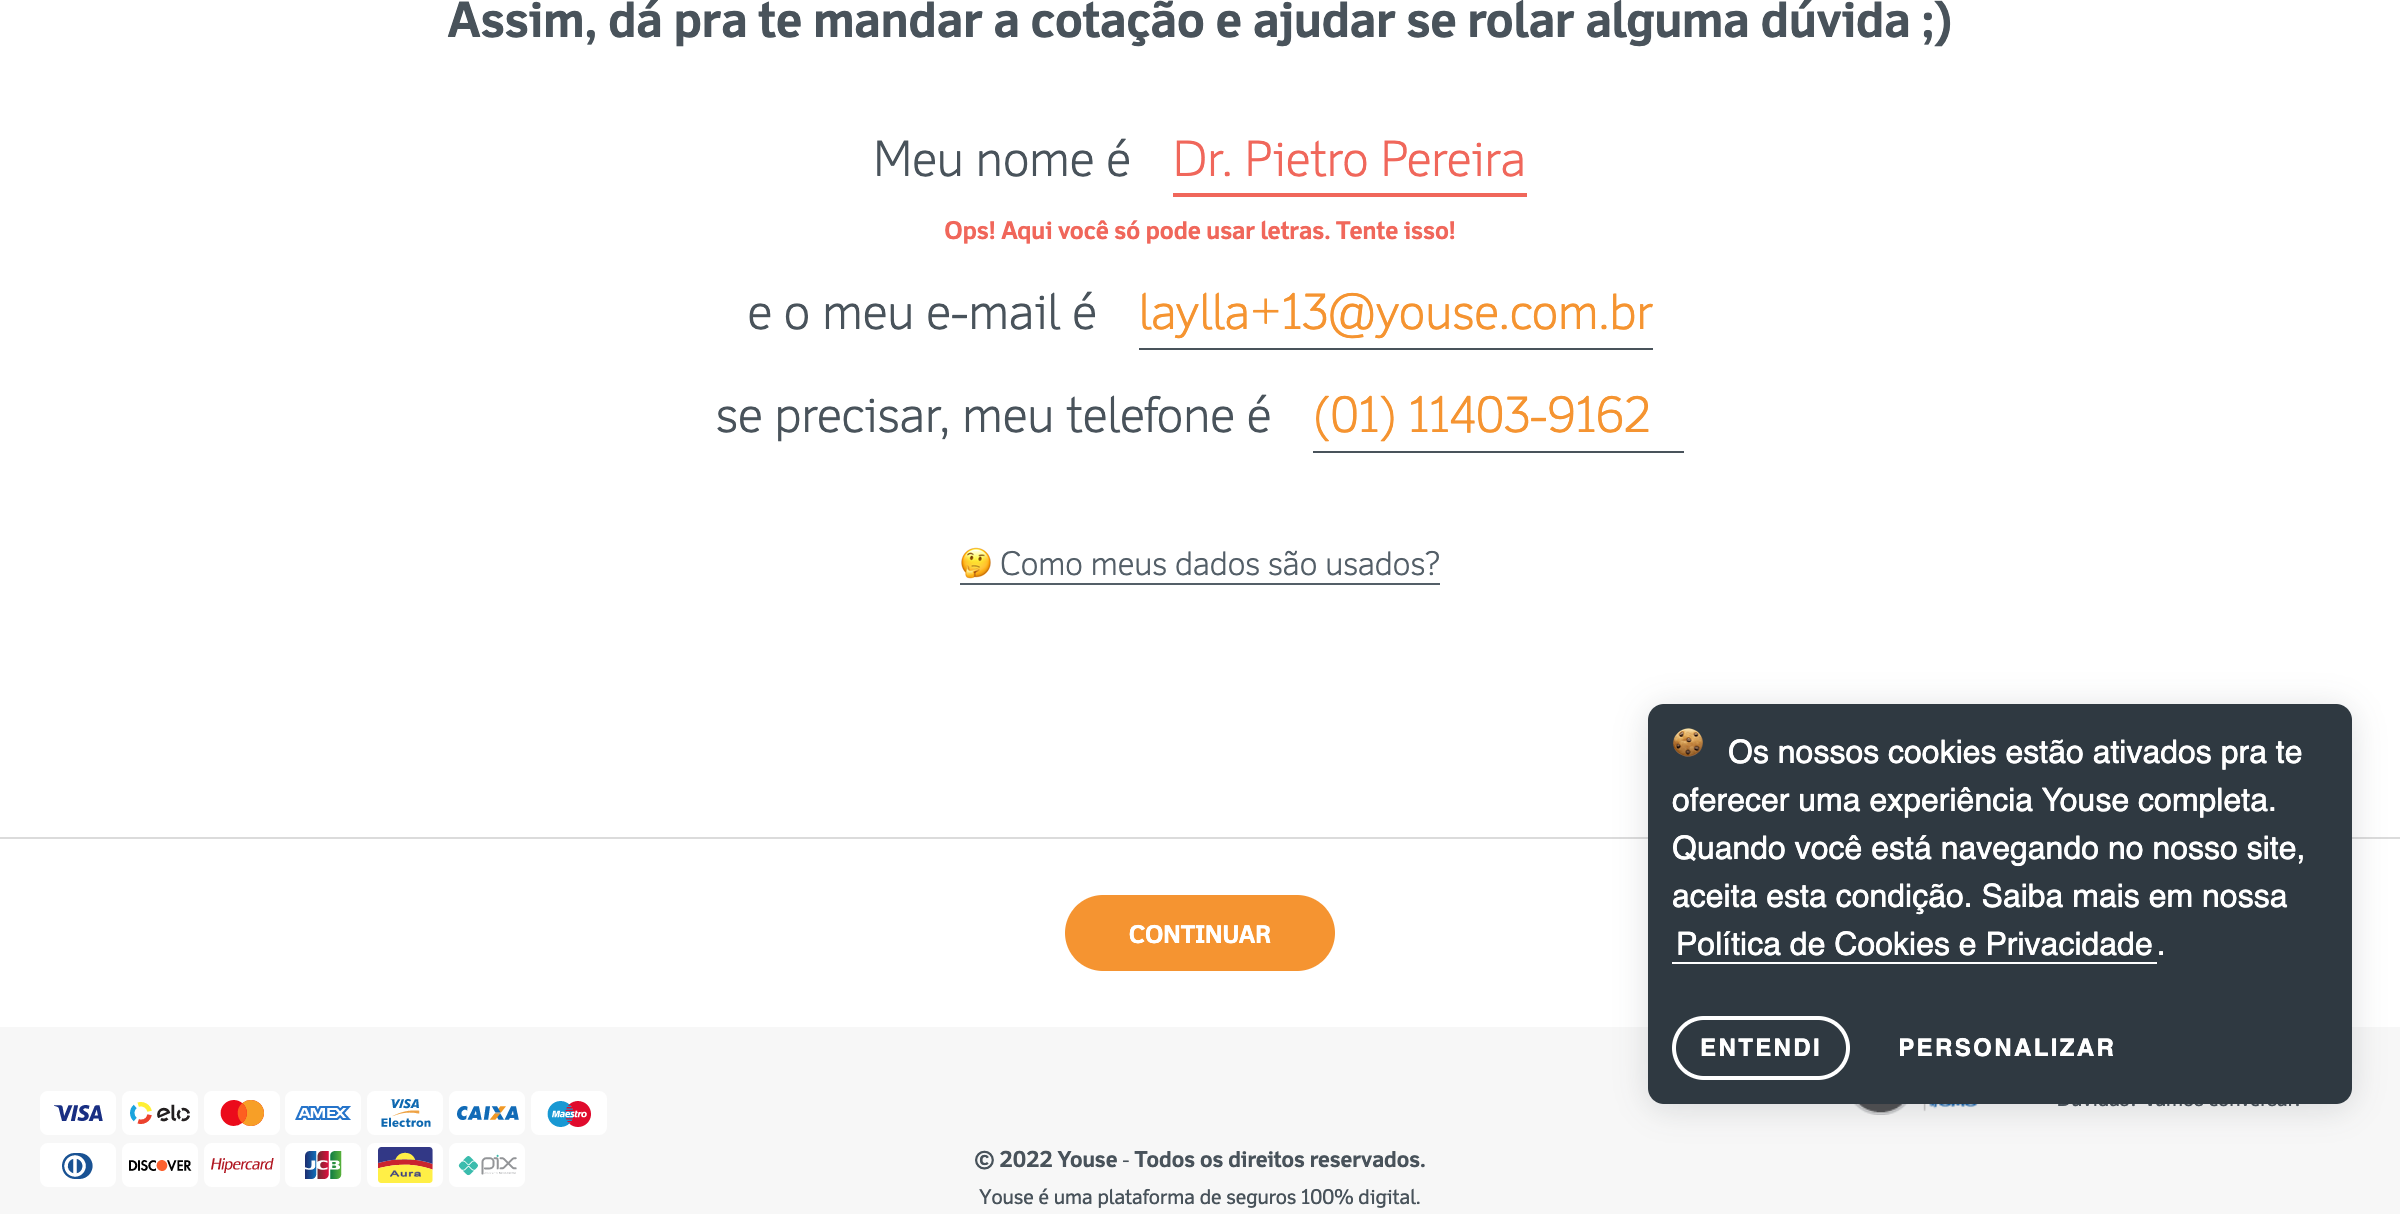 Assim, dá pra te mandar a cotação e ajudar se rolar alguma dúvida ;)
Meu nome é Dr. Pietro Pereira
Ops! Aqui você só pode usar letras. Tente isso!
e o meu e-mail é laylla+13@youse.com.br
se precisar, meu telefone é (01) 11403-9162
🤔 Como meus dados são usados?
🍪 Os nossos cookies estão ativados pra te
oferecer uma experiência Youse completa.
Quando você está navegando no nosso site,
aceita esta condição. Saiba mais em nossa
Política de Cookies e Privacidade.
ENTENDI PERSONALIZAR
CONTINUAR
VISA elo AMEX VISA Electron CAIXA Maestro
DISCOVER Hipercard JCB Aura pix
© 2022 Youse - Todos os direitos reservados.
Youse é uma plataforma de seguros 100% digital.